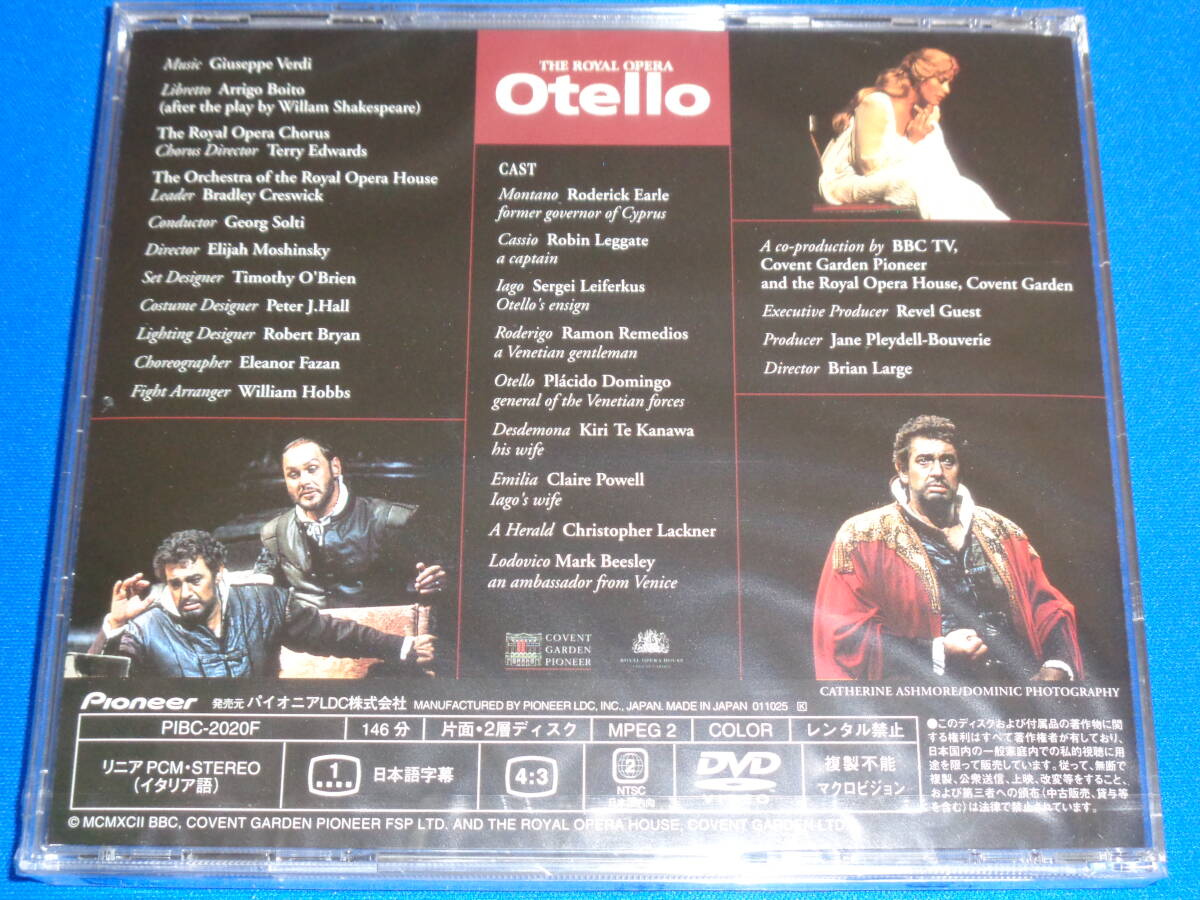 Music Giuseppe Verdi
Libretto Arrigo Boito
(after the play by Willam Shakespeare)
The Royal Opera Chorus
Chorus Director Terry Edwards
The Orchestra of the Royal Opera House
Leader Bradley Creswick
Conductor Georg Solti
Director Elijah Moshinsky
Set Designer Timothy O'Brien
Costume Designer Peter J.Hall
Lighting Designer Robert Bryan
Choreographer Eleanor Fazan
Fight Arranger William Hobbs
THE ROYAL OPERA
Otello
CAST
Montano Roderick Earle
former governor of Cyprus
Cassio Robin Leggate
a captain
Iago Sergei Leiferkus
Otello's ensign
Roderigo Ramon Remedios
a Venetian gentleman
Otello Plácido Domingo
general of the Venetian forces
Desdemona Kiri Te Kanawa
his wife
Emilia Claire Powell
Iago's wife
A Herald Christopher Lackner
Lodovico Mark Beesley
an ambassador from Venice
COVENT
GARDEN
PIONEER
ROYAL OPERA HOUSE
A co-production by BBC TV,
Covent Garden Pioneer
and the Royal Opera House, Covent Garden
Executive Producer Revel Guest
Producer Jane Pleydell-Bouverie
Director Brian Large
CATHERINE ASHMORE/DOMINIC PHOTOGRAPHY
Pioneer 発売元 パイオニアLDC株式会社 MANUFACTURED BY PIONEER LDC, INC., JAPAN. MADE IN JAPAN 011025 K
PIBC-2020F 146分 片面・2層ディスク MPEG 2 COLOR レンタル禁止
リニアPCM・STEREO
(イタリア語)
1 日本語字幕
4:3
2
NTSC
日本国内向
DVD
VIDEO
複製不能
マクロビジョン
●このディスクおよび付属品の著作物に関
する権利はすべて著作権者が有しており、
日本国内の一般家庭内での私的視聴に用
途を限って販売しています。従って、無断で
複製、公衆送信、上映、改変等をすること、
および第三者への頒布(中古販売、貸与等
を含む)は法律で禁止されています。
© MCMXCII BBC, COVENT GARDEN PIONEER FSP LTD. AND THE ROYAL OPERA HOUSE, COVENT GARDEN LTD.